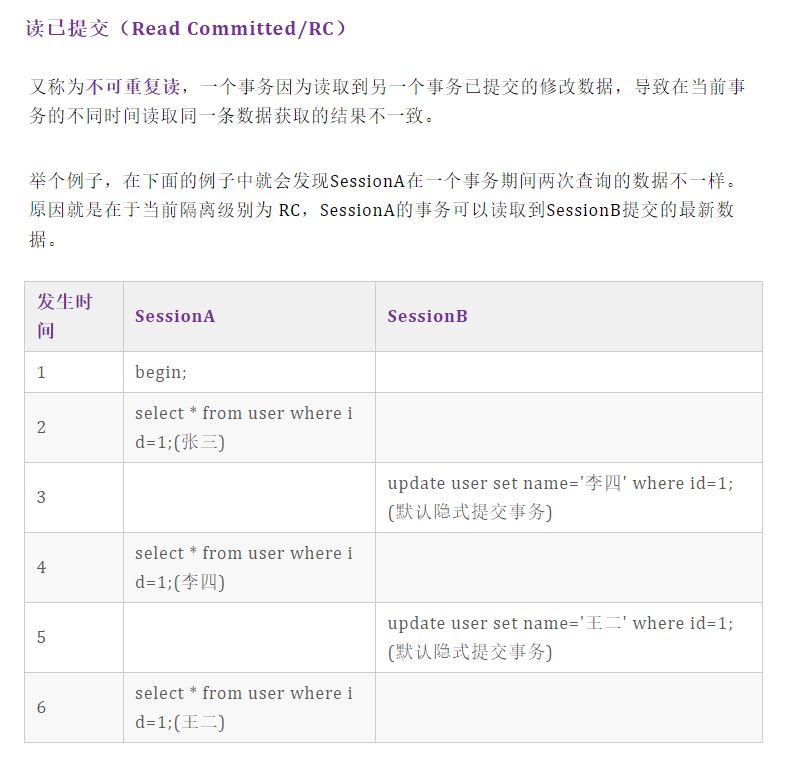 读已提交（Read Committed/RC）
又称为不可重复读，一个事务因为读取到另一个事务已提交的修改数据，导致在当前事
务的不同时间读取同一条数据获取的结果不一致。
举个例子，在下面的例子中就会发现SessionA在一个事务期间两次查询的数据不一样。
原因就是在于当前隔离级别为 RC，SessionA的事务可以读取到SessionB提交的最新数
据。
发生时
间
SessionA
SessionB
1
begin;
2
select * from user where i
d=1;(张三)
3
update user set name='李四' where id=1;
(默认隐式提交事务)
4
select * from user where i
d=1;(李四)
5
update user set name='王二' where id=1;
(默认隐式提交事务)
6
select * from user where i
d=1;(王二)